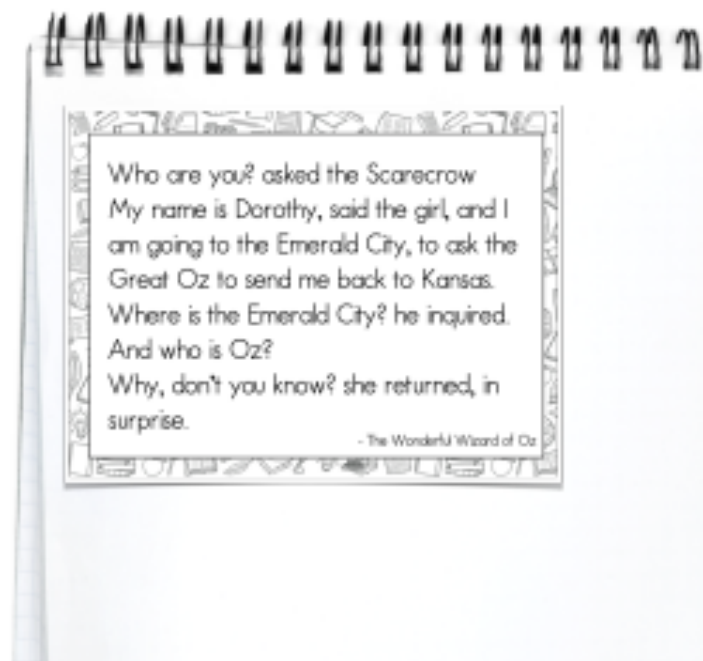 Who are you? asked the Scarecrow
My name is Dorothy, said the girl, and I
am going to the Emerald City, to ask the
Great Oz to send me back to Kansas.
Where is the Emerald City? he inquired.
And who is Oz?
Why, don't you know? she returned, in
surprise.
- The Wonderful Wizard of Oz